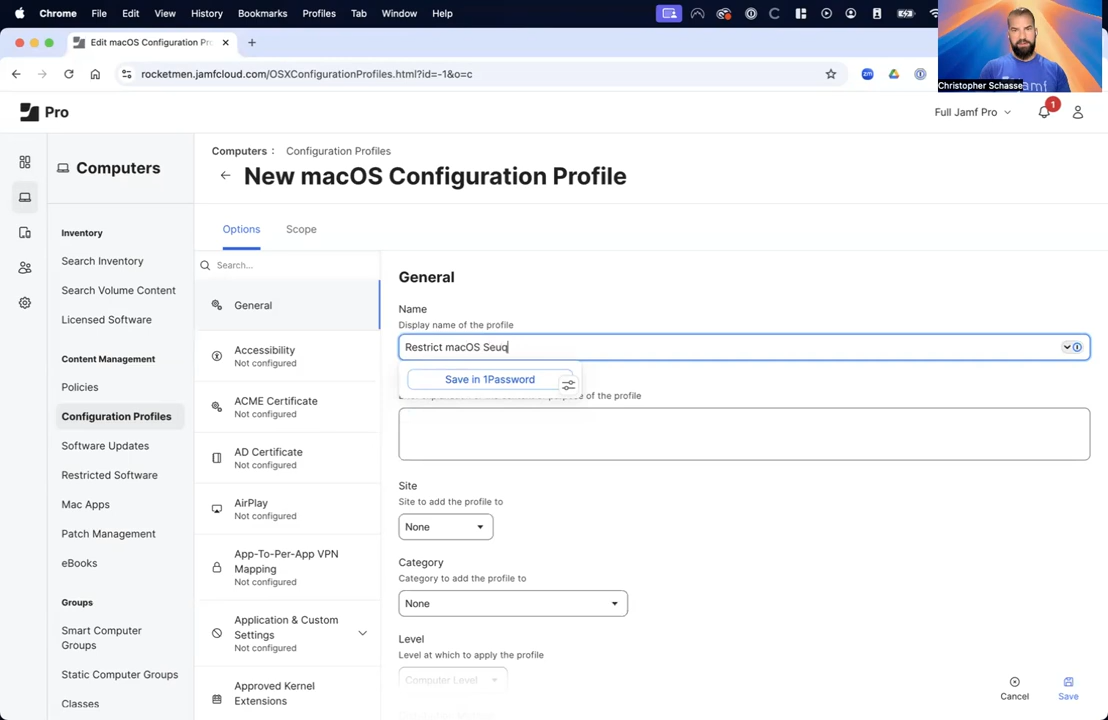 Chrome File Edit View History Bookmarks Profiles Tab Window Help
Edit macOS Configuration Pr
rocketmen.jamfcloud.com/OSXConfigurationProfiles.html?id=-1&o=c
zm
Christopher Schasse
Pro
Full Jamf Pro
1
Computers
Computers : Configuration Profiles
New macOS Configuration Profile
Options Scope
Inventory
Search Inventory
Search Volume Content
Licensed Software
Content Management
Policies
Configuration Profiles
Software Updates
Restricted Software
Mac Apps
Patch Management
eBooks
Groups
Smart Computer
Groups
Static Computer Groups
Classes
Search...
General
Accessibility
Not configured
ACME Certificate
Not configured
AD Certificate
Not configured
AirPlay
Not configured
App-To-Per-App VPN
Mapping
Not configured
Application & Custom
Settings
Not configured
Approved Kernel
Extensions
General
Name
Display name of the profile
Restrict macOS Seuq
Save in 1Password
of the profile
Site
Site to add the profile to
None
Category
Category to add the profile to
None
Level
Level at which to apply the profile
Computer Level
Cancel Save